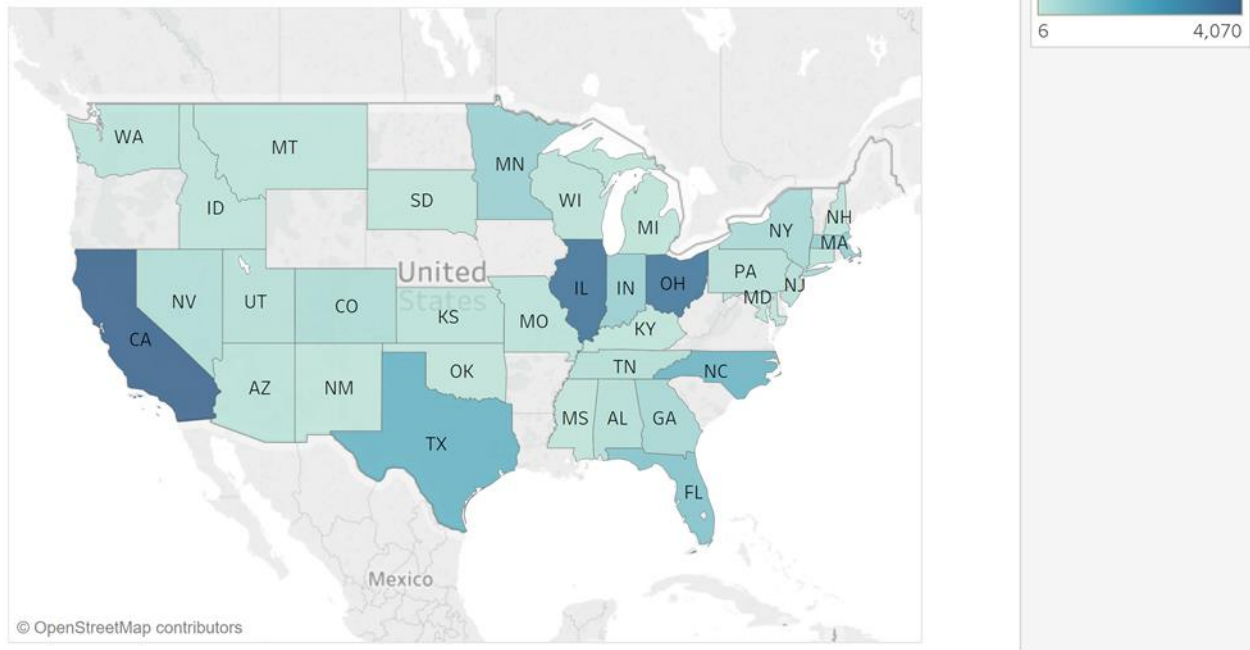 6 4,070
WA
MT
MN
ID
SD
WI
MI
NH
NY
MA
United
States
NV
UT
CO
KS
MO
IL
IN
OH
PA
NJ
MD
KY
CA
AZ
NM
OK
TN
NC
TX
MS
AL
GA
FL
Mexico
© OpenStreetMap contributors